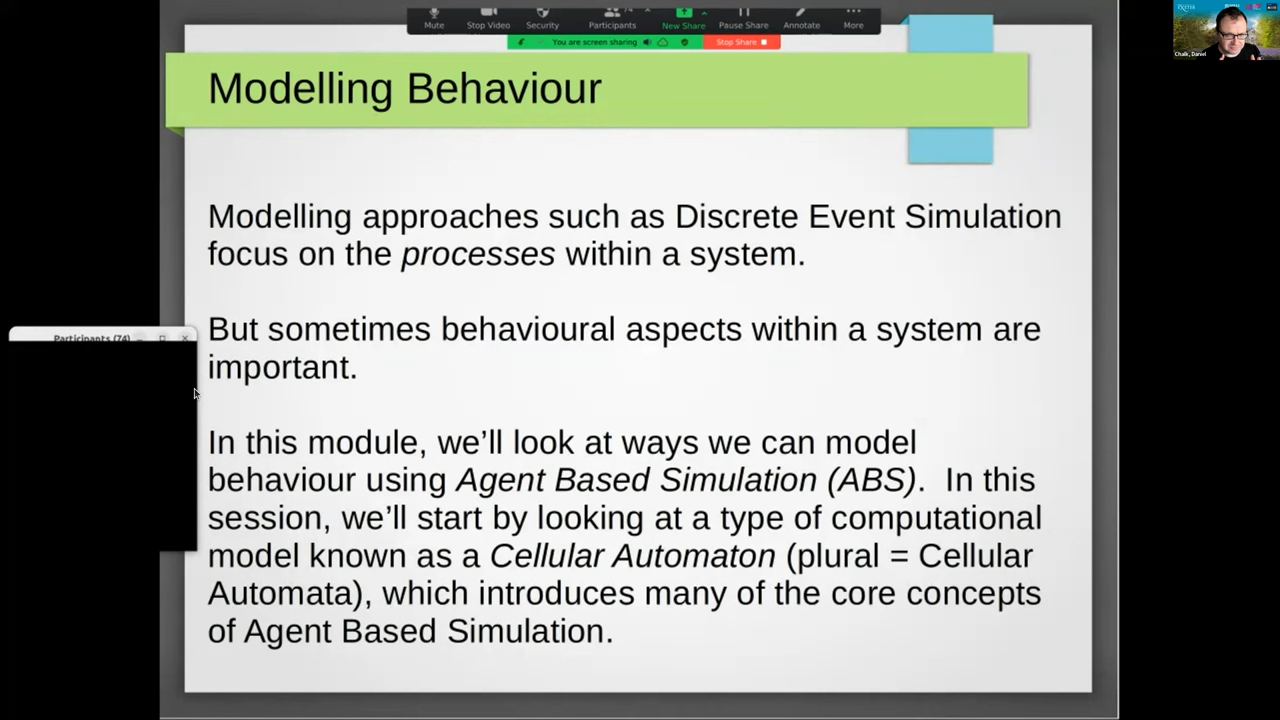 Mute Stop Video Security Participants 74 New Share Pause Share Annotate More
You are screen sharing Stop Share
Chalk, Daniel
Modelling Behaviour
Modelling approaches such as Discrete Event Simulation
focus on the processes within a system.
But sometimes behavioural aspects within a system are
important.
Participants (74)
In this module, we’ll look at ways we can model
behaviour using Agent Based Simulation (ABS).  In this
session, we’ll start by looking at a type of computational
model known as a Cellular Automaton (plural = Cellular
Automata), which introduces many of the core concepts
of Agent Based Simulation.